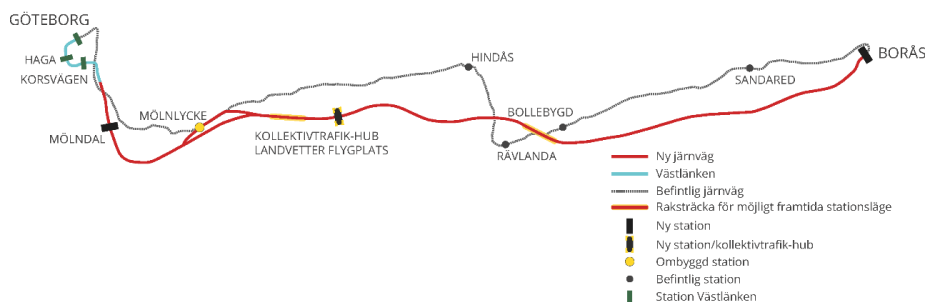 GÖTEBORG
HAGA
KORSVÄGEN
MÖLNDAL
MÖLNLYCKE
KOLLEKTIVTRAFIK-HUB
LANDVETTER FLYGPLATS
HINDÅS
BOLLEBYGD
RÄVLANDA
SANDARED
BORÅS
Ny järnväg
Västlänken
Befintlig järnväg
Raksträcka för möjligt framtida stationsläge
Ny station
Ny station/kollektivtrafik-hub
Ombyggd station
Befintlig station
Station Västlänken